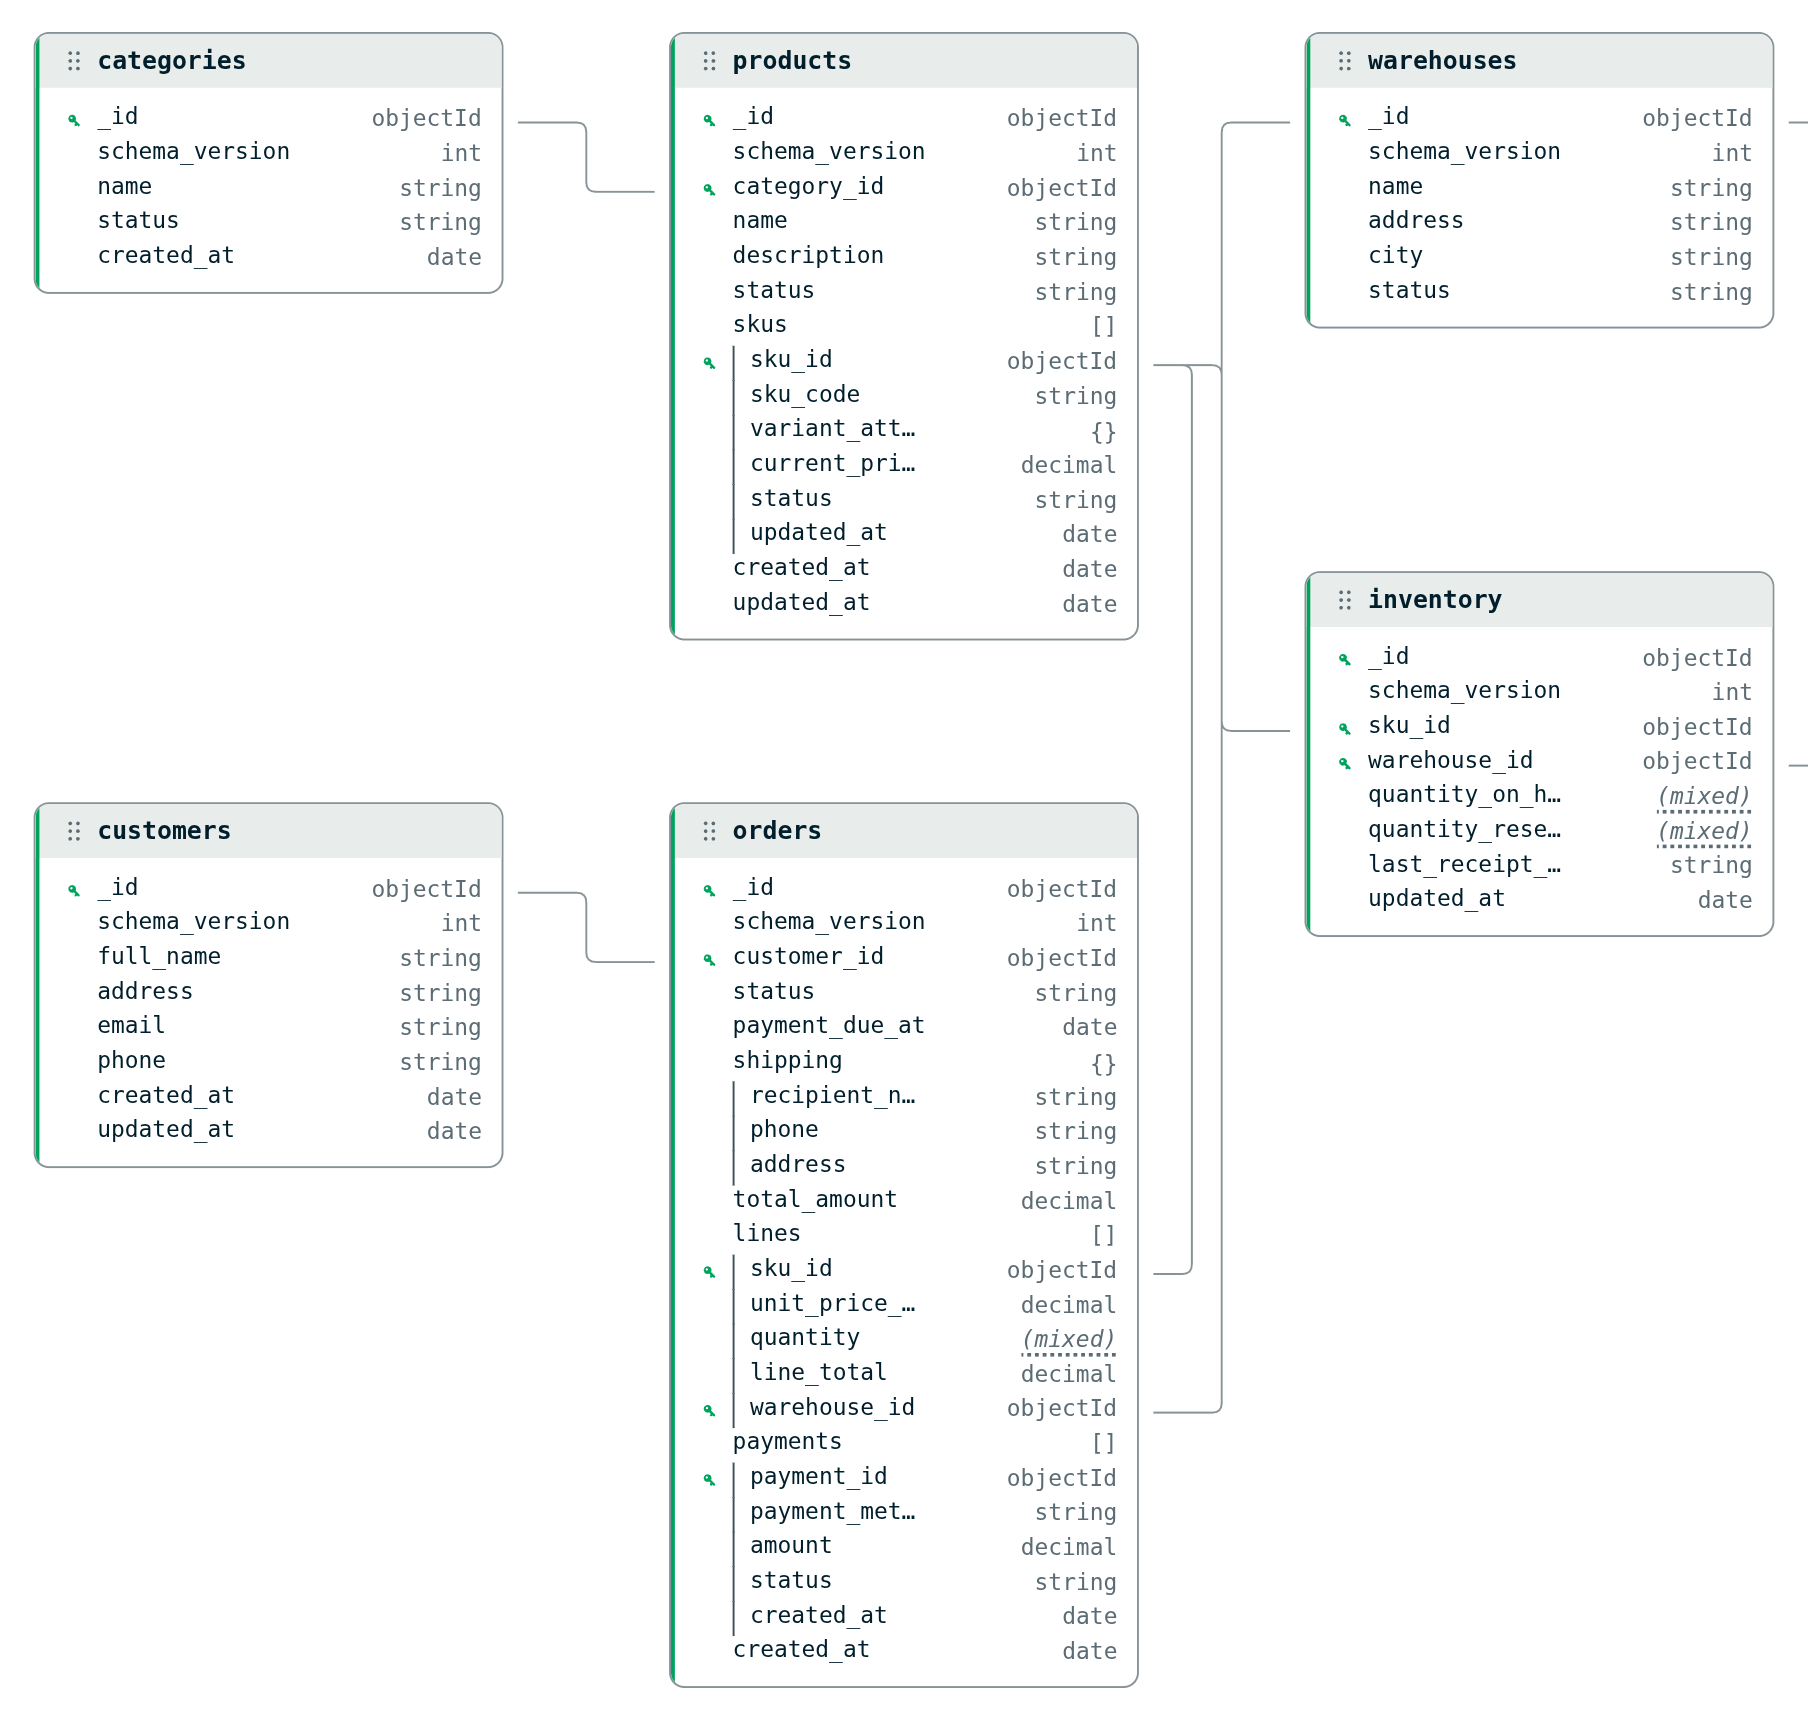 categories
_id objectId
schema_version int
name string
status string
created_at date
products
_id objectId
schema_version int
category_id objectId
name string
description string
status string
skus []
sku_id objectId
sku_code string
variant_att… {}
current_pri… decimal
status string
updated_at date
created_at date
updated_at date
warehouses
_id objectId
schema_version int
name string
address string
city string
status string
inventory
_id objectId
schema_version int
sku_id objectId
warehouse_id objectId
quantity_on_h… (mixed)
quantity_rese… (mixed)
last_receipt_… string
updated_at date
customers
_id objectId
schema_version int
full_name string
address string
email string
phone string
created_at date
updated_at date
orders
_id objectId
schema_version int
customer_id objectId
status string
payment_due_at date
shipping {}
recipient_n… string
phone string
address string
total_amount decimal
lines []
sku_id objectId
unit_price_… decimal
quantity (mixed)
line_total decimal
warehouse_id objectId
payments []
payment_id objectId
payment_met… string
amount decimal
status string
created_at date
created_at date